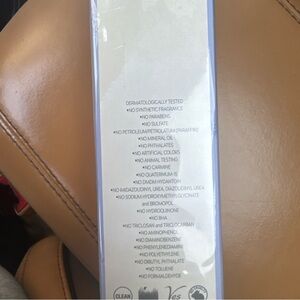 DERMATOLOGICALLY TESTED
•NO SYNTHETIC FRAGRANCE
•NO PARABENS
•NO SULFATE
•NO PETROLEUM/PETROLATUM/PARAFFIN
•NO MINERAL OIL
•NO PHTHALATES
•NO ARTIFICIAL COLORS
•NO ANIMAL TESTING
•NO CARMINE
•NO QUATERNIUM-15
•NO DMDM HYDANTOIN
•NO IMIDAZOLIDINYL UREA, DIAZOLIDINYL UREA
•NO SODIUM HYDROXYMETHYLGLYCINATE
and BROMOPOL
•NO HYDROQUINONE
•NO BHA
•NO TRICLOSAN and TRICLOCARBAN
•NO AMINOPHENOL
•NO DIAMINOBENZENE
•NO PHENYLENEDIAMINE
•NO POLYETHYLENE
•NO DIBUTYL PHTHALATE
•NO TOLUENE
•NO FORMALDEHYDE
CLEAN
Yes